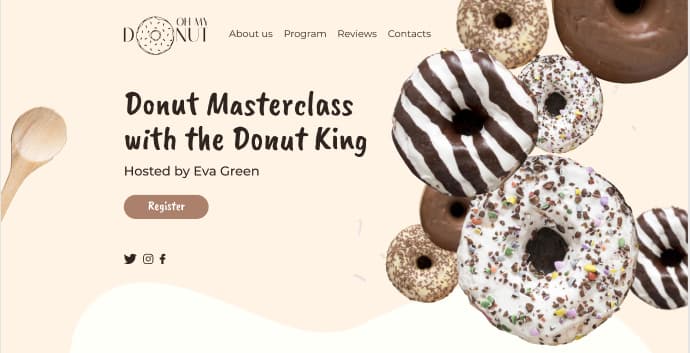 OH MY
DONUT
About us Program Reviews Contacts
Donut Masterclass
with the Donut King
Hosted by Eva Green
Register